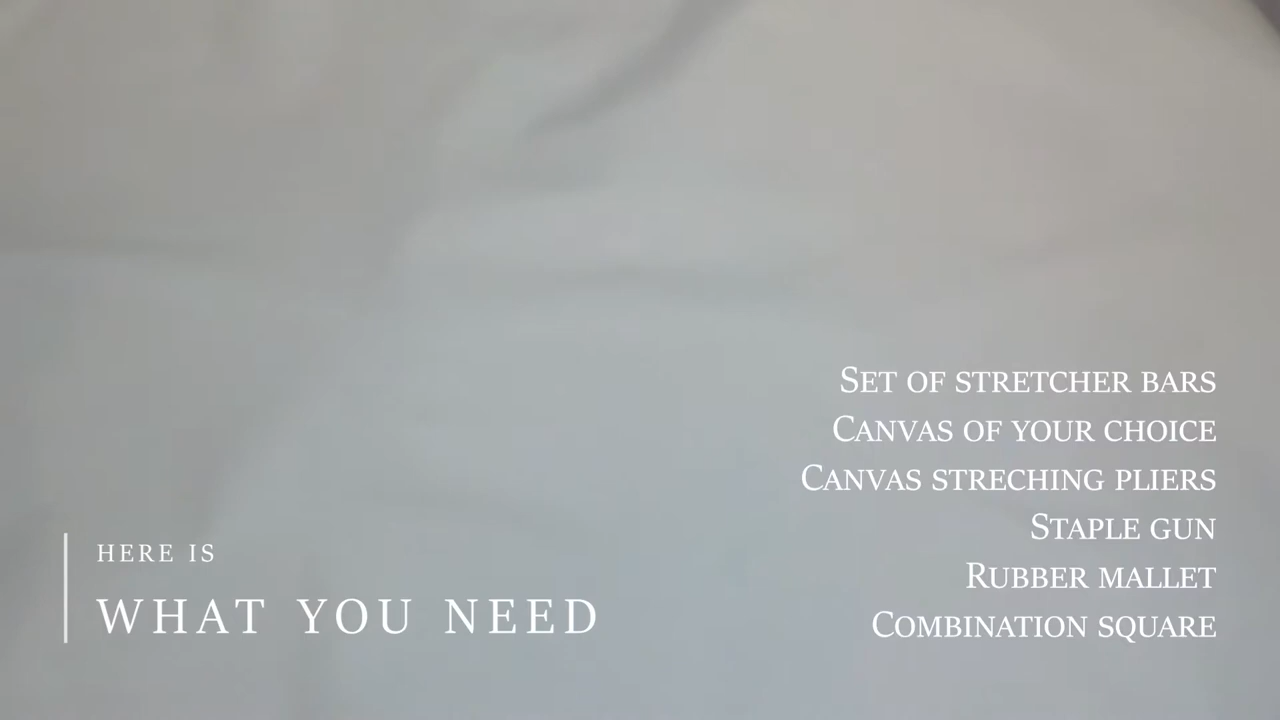 HERE IS
WHAT YOU NEED
SET OF STRETCHER BARS
CANVAS OF YOUR CHOICE
CANVAS STRECHING PLIERS
STAPLE GUN
RUBBER MALLET
COMBINATION SQUARE